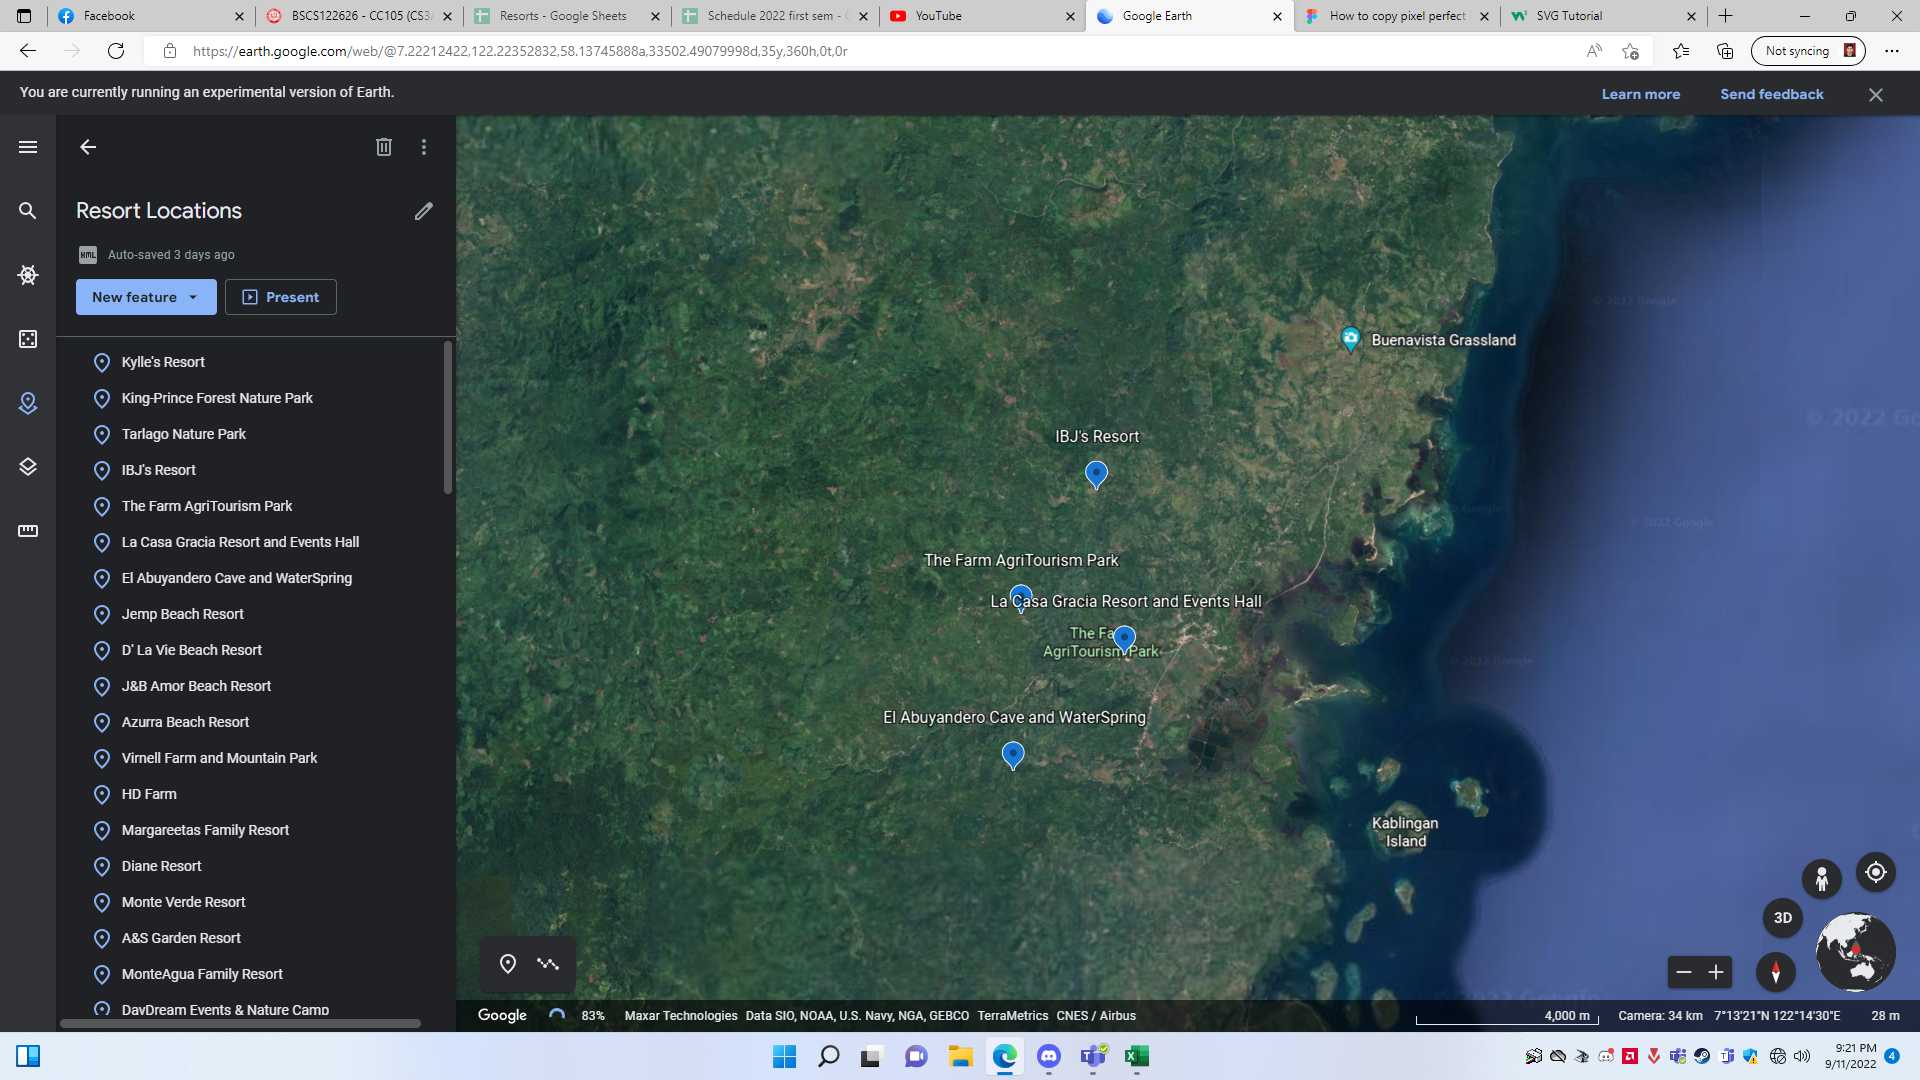 Facebook
BSCS122626 - CC105 (CS3A
Resorts - Google Sheets
Schedule 2022 first sem -
YouTube
Google Earth
How to copy pixel perfect
SVG Tutorial
https://earth.google.com/web/@7.22212422,122.22352832,58.13745888a,33502.49079998d,35y,360h,0t,0r
Not syncing
You are currently running an experimental version of Earth.
Learn more
Send feedback
Resort Locations
KML
Auto-saved 3 days ago
New feature
Present
Kylle's Resort
King-Prince Forest Nature Park
Tarlago Nature Park
IBJ's Resort
The Farm AgriTourism Park
La Casa Gracia Resort and Events Hall
El Abuyandero Cave and WaterSpring
Jemp Beach Resort
D' La Vie Beach Resort
J&B Amor Beach Resort
Azurra Beach Resort
Virnell Farm and Mountain Park
HD Farm
Margareetas Family Resort
Diane Resort
Monte Verde Resort
A&S Garden Resort
MonteAgua Family Resort
DayDream Events & Nature Camp
Buenavista Grassland
IBJ's Resort
The Farm AgriTourism Park
La Casa Gracia Resort and Events Hall
The Fa
AgriTourism Park
El Abuyandero Cave and WaterSpring
Kablingan
Island
© 2022 Google
© 2022 Go
© 2022 Google
© 2022 Google
3D
Google
83%
Maxar Technologies Data SIO, NOAA, U.S. Navy, NGA, GEBCO TerraMetrics CNES / Airbus
4,000 m
Camera: 34 km
7°13'21"N 122°14'30"E
28 m
9:21 PM
9/11/2022
4